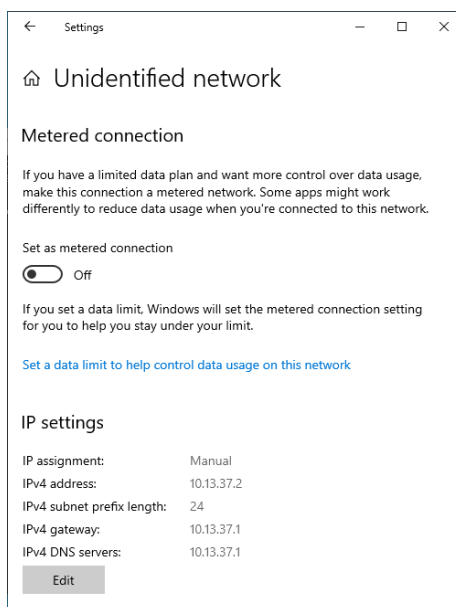 Settings
Unidentified network
Metered connection
If you have a limited data plan and want more control over data usage,
make this connection a metered network. Some apps might work
differently to reduce data usage when you're connected to this network.
Set as metered connection
Off
If you set a data limit, Windows will set the metered connection setting
for you to help you stay under your limit.
Set a data limit to help control data usage on this network
IP settings
IP assignment: Manual
IPv4 address: 10.13.37.2
IPv4 subnet prefix length: 24
IPv4 gateway: 10.13.37.1
IPv4 DNS servers: 10.13.37.1
Edit